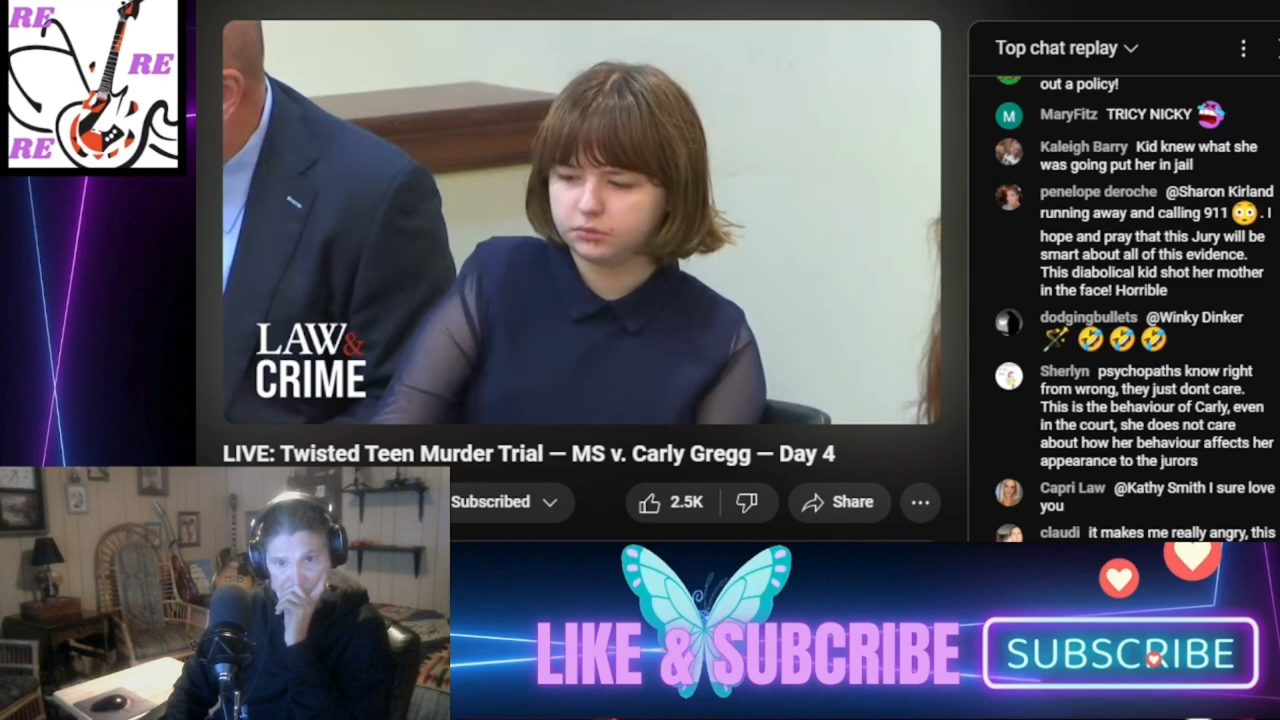 RE
RE
RE
LAW&
CRIME
LIVE: Twisted Teen Murder Trial — MS v. Carly Gregg — Day 4
Subscribed
2.5K
Share
Top chat replay
out a policy!
MaryFitz TRICY NICKY
Kaleigh Barry Kid knew what she
was going put her in jail
penelope deroche @Sharon Kirland
running away and calling 911 😳. I
hope and pray that this Jury will be
smart about all of this evidence.
This diabolical kid shot her mother
in the face! Horrible
dodgingbullets @Winky Dinker
🤣🤣🤣
Sherlyn psychopaths know right
from wrong, they just dont care.
This is the behaviour of Carly, even
in the court, she does not care
about how her behaviour affects her
appearance to the jurors
Capri Law @Kathy Smith I sure love
you
claudi it makes me really angry, this
LIKE & SUBCRIBE
SUBSCRIBE